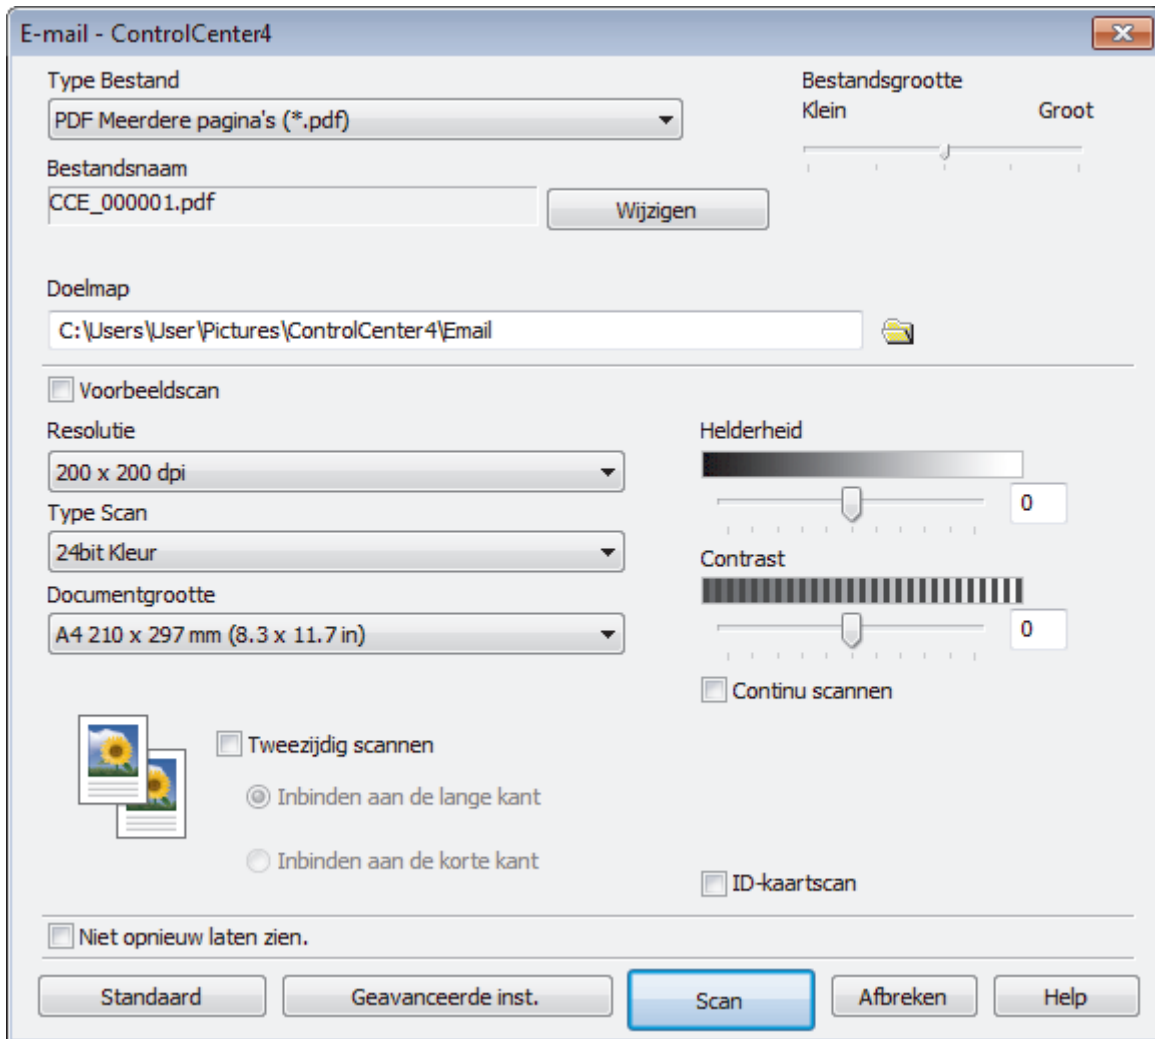 E-mail - ControlCenter4
Type Bestand
PDF Meerdere pagina's (*.pdf)
Bestandsgrootte
Klein Groot
Bestandsnaam
CCE_000001.pdf
Wijzigen
Doelmap
C:\Users\User\Pictures\ControlCenter4\Email
Voorbeeldscan
Resolutie
200 x 200 dpi
Type Scan
24bit Kleur
Documentgrootte
A4 210 x 297 mm (8.3 x 11.7 in)
Helderheid
0
Contrast
0
Continu scannen
Tweezijdig scannen
Inbinden aan de lange kant
Inbinden aan de korte kant
ID-kaartscan
Niet opnieuw laten zien.
Standaard Geavanceerde inst. Scan Afbreken Help